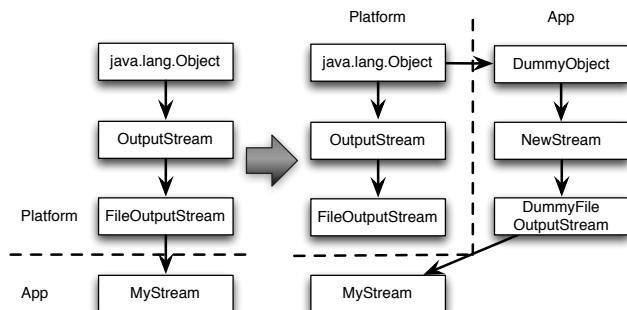 Platform
App
java.lang.Object
java.lang.Object
DummyObject
OutputStream
OutputStream
NewStream
Platform
FileOutputStream
FileOutputStream
DummyFile
OutputStream
App
MyStream
MyStream